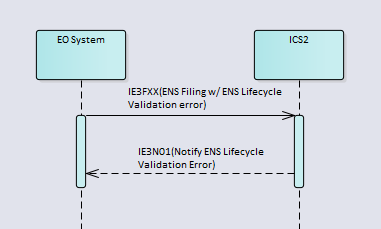 EO System
ICS2
IE3FXX(ENS Filing w/ ENS Lifecycle
Validation error)
IE3N01(Notify ENS Lifecycle
Validation Error)